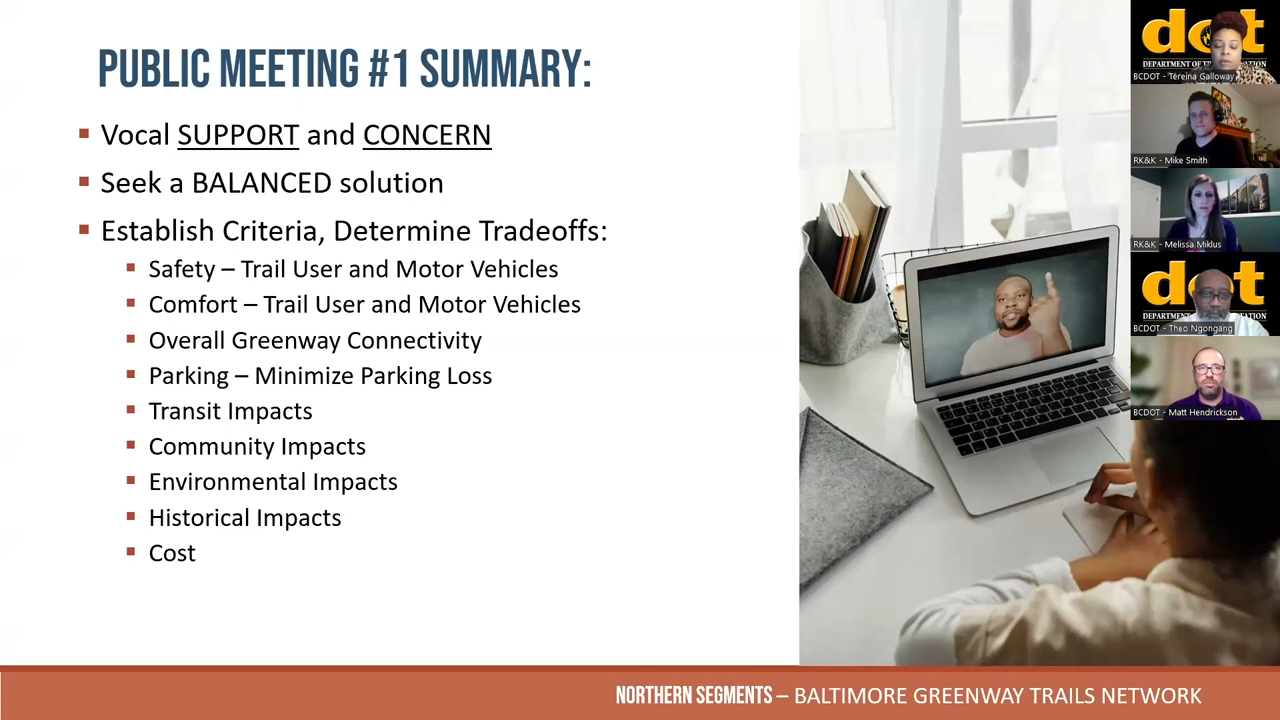 PUBLIC MEETING #1 SUMMARY:
▪ Vocal SUPPORT and CONCERN
▪ Seek a BALANCED solution
▪ Establish Criteria, Determine Tradeoffs:
▪ Safety – Trail User and Motor Vehicles
▪ Comfort – Trail User and Motor Vehicles
▪ Overall Greenway Connectivity
▪ Parking – Minimize Parking Loss
▪ Transit Impacts
▪ Community Impacts
▪ Environmental Impacts
▪ Historical Impacts
▪ Cost
NORTHERN SEGMENTS – BALTIMORE GREENWAY TRAILS NETWORK
BCDOT - Tereina Galloway
RK&K - Mike Smith
RK&K - Melissa Miklus
dot
BCDOT - Theo Ngongang
BCDOT - Matt Hendrickson